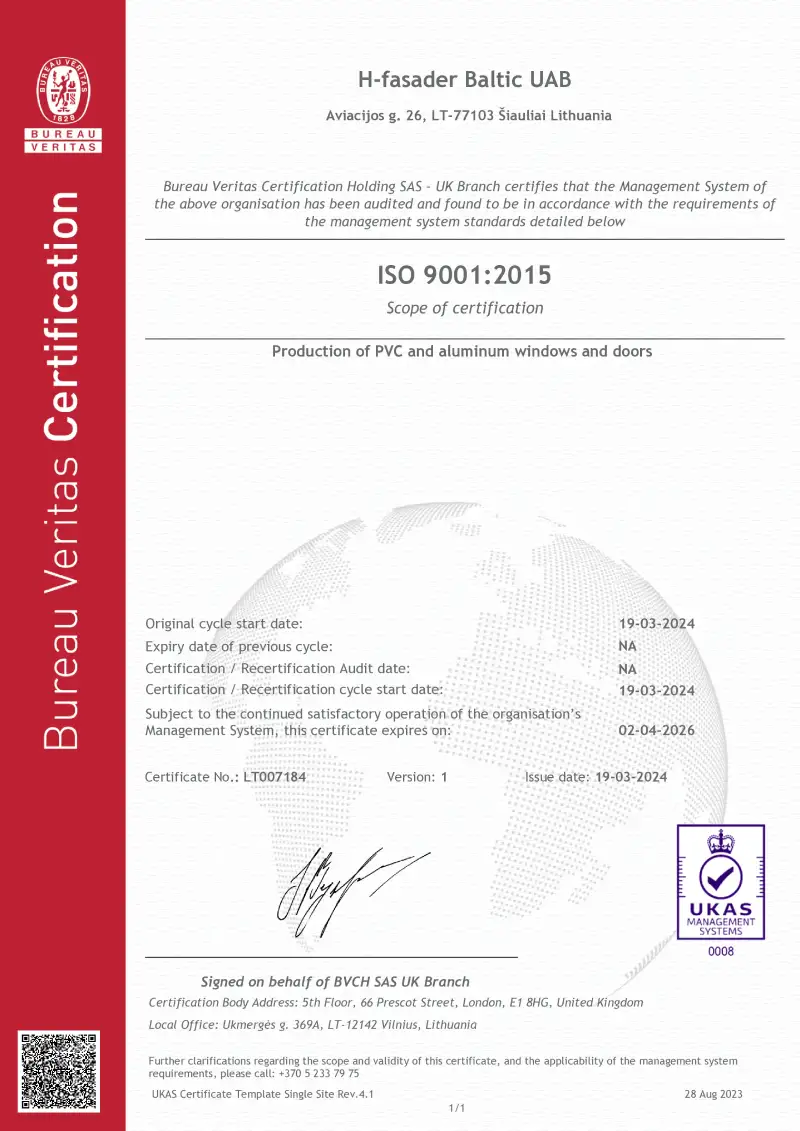 BUREAU VERITAS
1828
BUREAU
VERITAS
Bureau Veritas Certification
H-fasader Baltic UAB
Aviacijos g. 26, LT-77103 Šiauliai Lithuania
Bureau Veritas Certification Holding SAS – UK Branch certifies that the Management System of
the above organisation has been audited and found to be in accordance with the requirements of
the management system standards detailed below
ISO 9001:2015
Scope of certification
Production of PVC and aluminum windows and doors
Original cycle start date: 19-03-2024
Expiry date of previous cycle: NA
Certification / Recertification Audit date: NA
Certification / Recertification cycle start date: 19-03-2024
Subject to the continued satisfactory operation of the organisation’s
Management System, this certificate expires on: 02-04-2026
Certificate No.: LT007184 Version: 1 Issue date: 19-03-2024
UKAS
MANAGEMENT
SYSTEMS
0008
Signed on behalf of BVCH SAS UK Branch
Certification Body Address: 5th Floor, 66 Prescot Street, London, E1 8HG, United Kingdom
Local Office: Ukmergės g. 369A, LT-12142 Vilnius, Lithuania
Further clarifications regarding the scope and validity of this certificate, and the applicability of the management system
requirements, please call: +370 5 233 79 75
UKAS Certificate Template Single Site Rev.4.1 28 Aug 2023
1/1